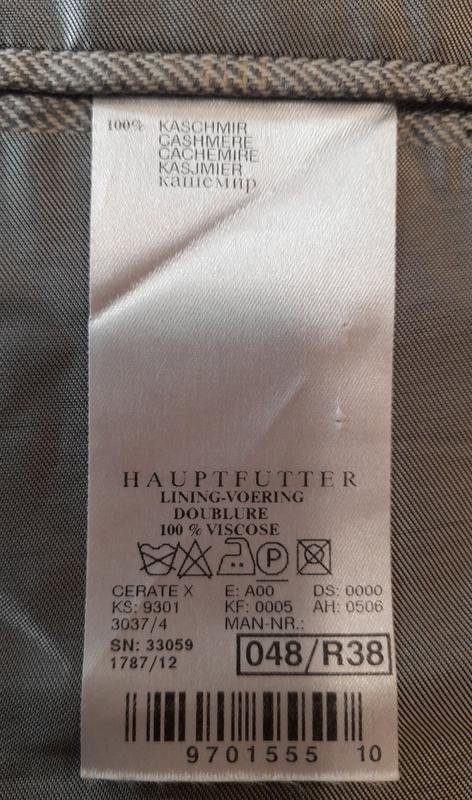 100% KASCHMIR
CASHMERE
CACHEMIRE
KASJMIER
кашемир
HAUPTFUTTER
LINING-VOERING
DOUBLURE
100 % VISCOSE
P
CERATE X E: A00 DS: 0000
KS: 9301 KF: 0005 AH: 0506
3037/4 MAN-NR.:
SN: 33059
1787/12 048/R38
9701555 10